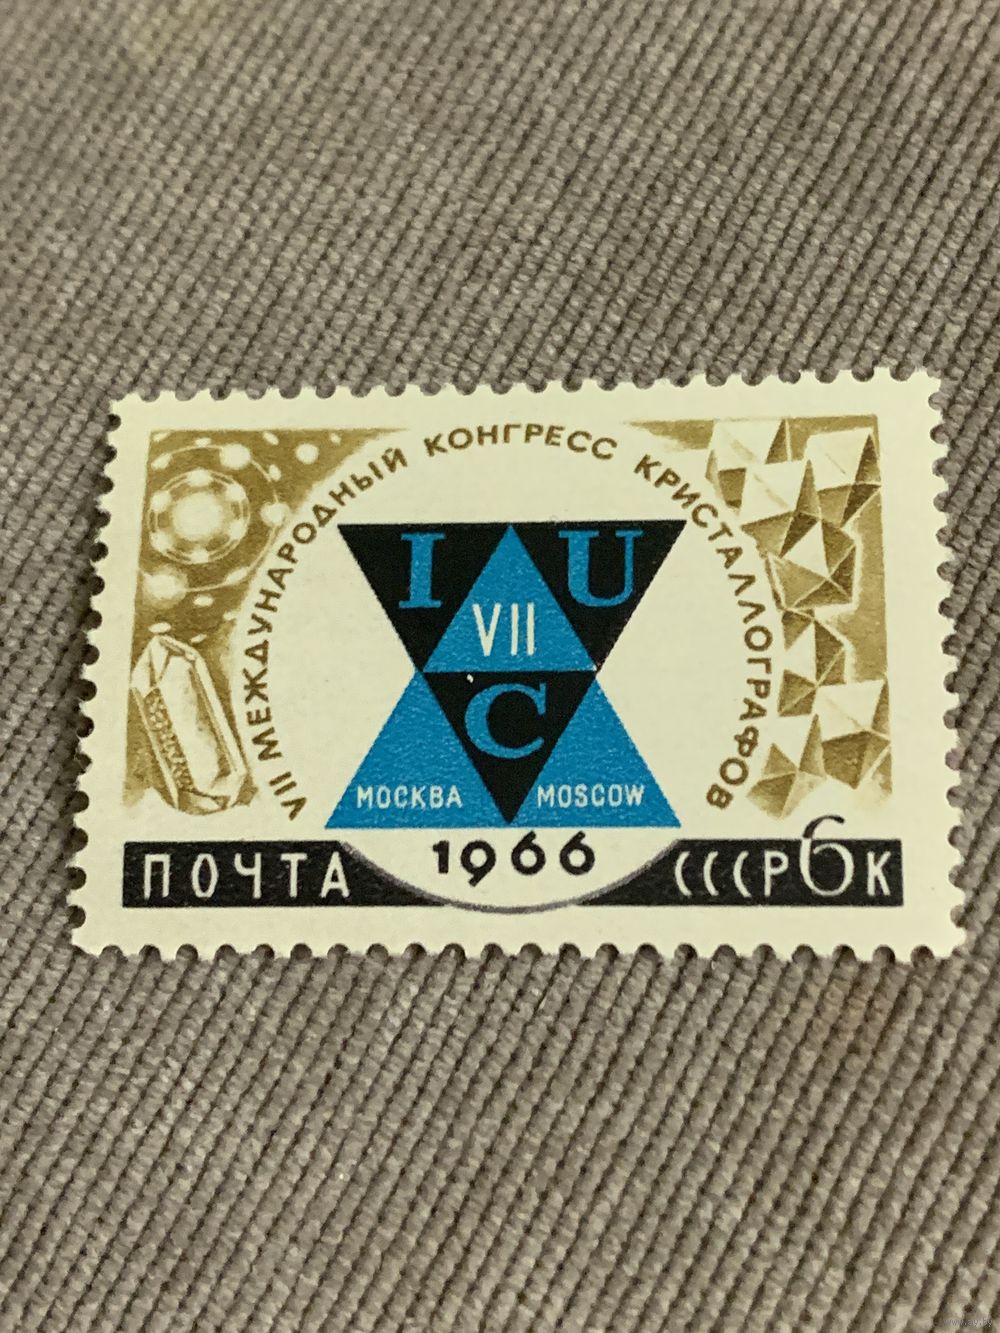 VII МЕЖДУНАРОДНЫЙ КОНГРЕСС КРИСТАЛЛОГРАФОВ
I U
VII
C
МОСКВА MOSCOW
1966
ПОЧТА СССР 6 К